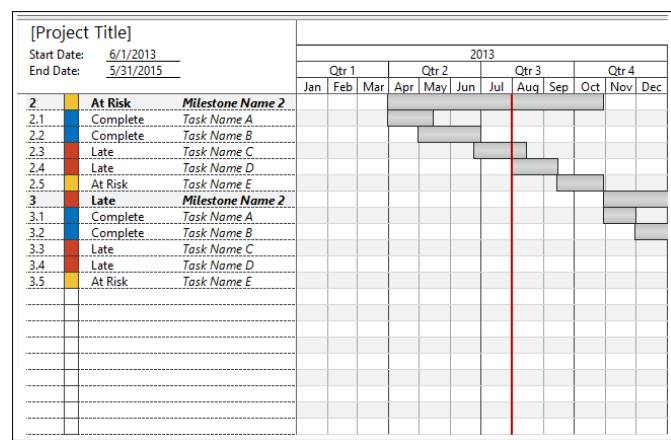 [Project Title]
Start Date: 6/1/2013
End Date: 5/31/2015
2013
Qtr 1 Qtr 2 Qtr 3 Qtr 4
Jan Feb Mar Apr May Jun Jul Aug Sep Oct Nov Dec
2 At Risk Milestone Name 2
2.1 Complete Task Name A
2.2 Complete Task Name B
2.3 Late Task Name C
2.4 Late Task Name D
2.5 At Risk Task Name E
3 Late Milestone Name 2
3.1 Complete Task Name A
3.2 Complete Task Name B
3.3 Late Task Name C
3.4 Late Task Name D
3.5 At Risk Task Name E